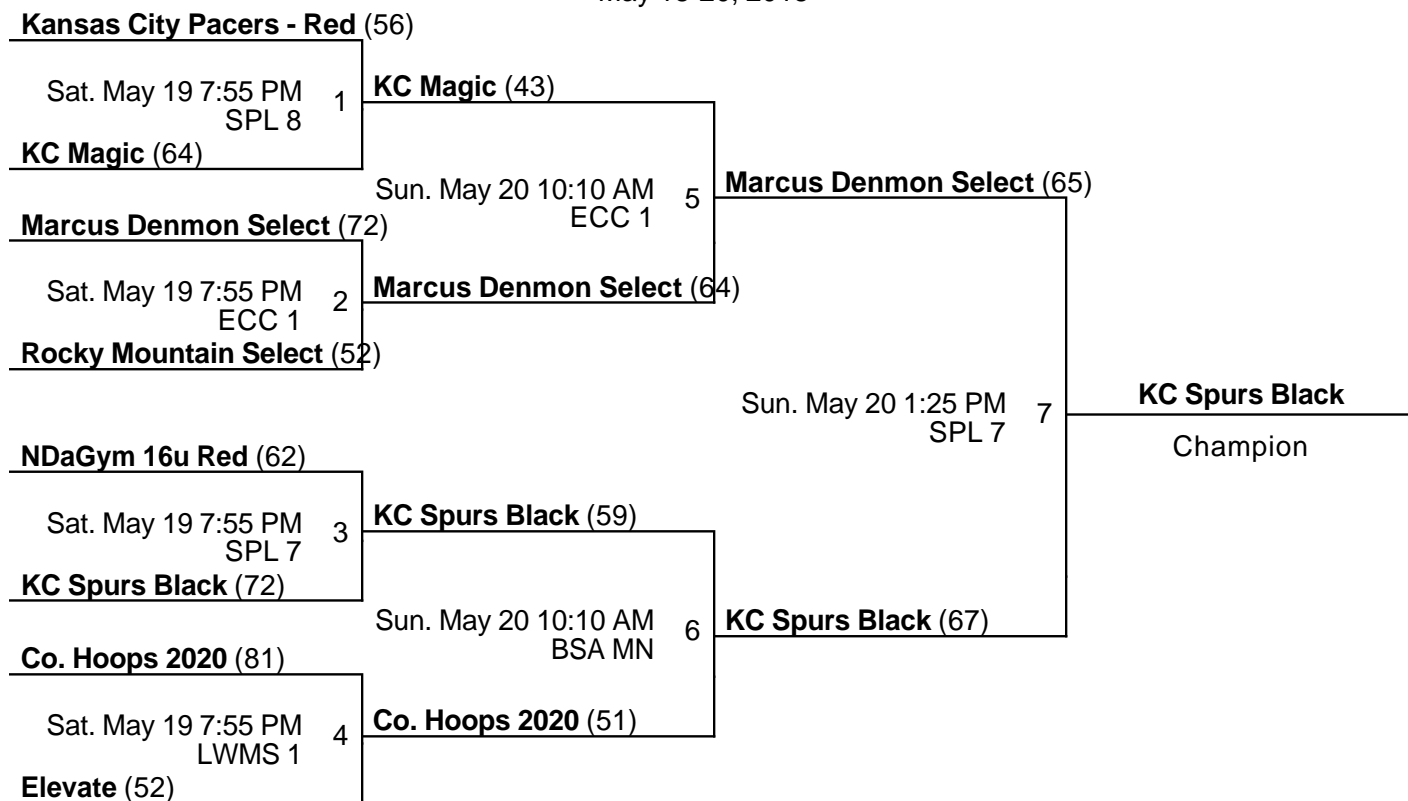 Kansas City Pacers - Red (56)
Sat. May 19 7:55 PM 1
SPL 8
KC Magic (64)
KC Magic (43)
Marcus Denmon Select (72)
Sat. May 19 7:55 PM 2
ECC 1
Rocky Mountain Select (52)
Marcus Denmon Select (64)
Sun. May 20 10:10 AM 5
ECC 1
Marcus Denmon Select (65)
NDaGym 16u Red (62)
Sat. May 19 7:55 PM 3
SPL 7
KC Spurs Black (72)
KC Spurs Black (59)
Co. Hoops 2020 (81)
Sat. May 19 7:55 PM 4
LWMS 1
Elevate (52)
Co. Hoops 2020 (51)
Sun. May 20 10:10 AM 6
BSA MN
KC Spurs Black (67)
Sun. May 20 1:25 PM 7
SPL 7
KC Spurs Black
Champion